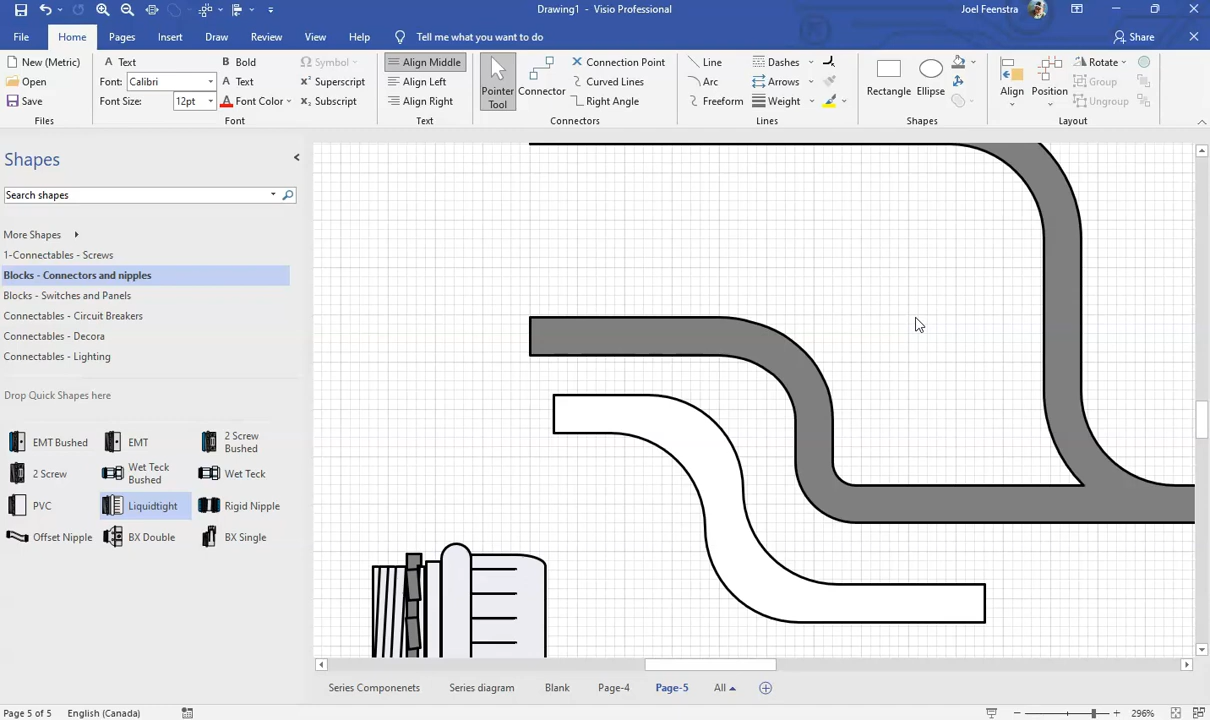 Drawing1 - Visio Professional
Joel Feenstra
File Home Pages Insert Draw Review View Help Tell me what you want to do Share
New (Metric)
Open
Save
Files
Text
Font: Calibri
Font Size: 12pt
Bold
Text
Font Color
Symbol
Superscript
Subscript
Font
Align Middle
Align Left
Align Right
Text
Pointer
Tool
Connector
Connection Point
Curved Lines
Right Angle
Connectors
Line
Arc
Freeform
Dashes
Arrows
Weight
Lines
Rectangle
Ellipse
Shapes
Align
Position
Rotate
Group
Ungroup
Layout
Shapes
Search shapes
More Shapes
1-Connectables - Screws
Blocks - Connectors and nipples
Blocks - Switches and Panels
Connectables - Circuit Breakers
Connectables - Decora
Connectables - Lighting
Drop Quick Shapes here
EMT Bushed
EMT
2 Screw
Bushed
2 Screw
Wet Teck
Bushed
Wet Teck
PVC
Liquidtight
Rigid Nipple
Offset Nipple
BX Double
BX Single
Series Componenets Series diagram Blank Page-4 Page-5 All
Page 5 of 5 English (Canada) 296%